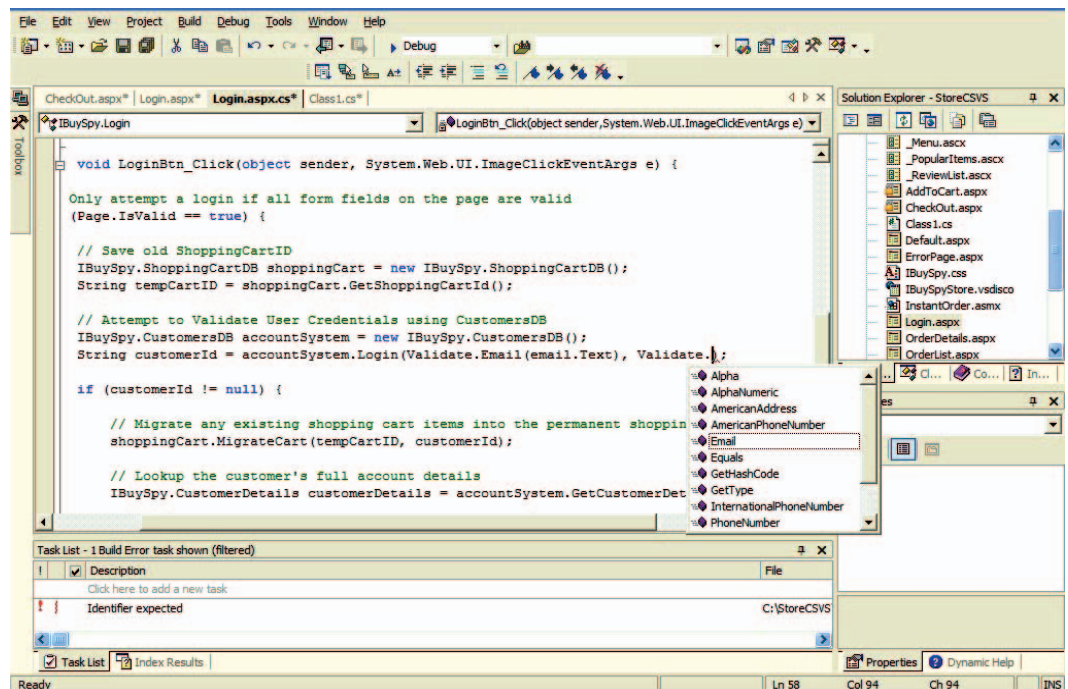 File Edit View Project Build Debug Tools Window Help
Debug
CheckOut.aspx* Login.aspx* Login.aspx.cs* Class1.cs*
IBuySpy.Login LoginBtn_Click(object sender,System.Web.UI.ImageClickEventArgs e)
Toolbox
void LoginBtn_Click(object sender, System.Web.UI.ImageClickEventArgs e) {
Only attempt a login if all form fields on the page are valid
(Page.IsValid == true) {
// Save old ShoppingCartID
IBuySpy.ShoppingCartDB shoppingCart = new IBuySpy.ShoppingCartDB();
String tempCartID = shoppingCart.GetShoppingCartId();
// Attempt to Validate User Credentials using CustomersDB
IBuySpy.CustomersDB accountSystem = new IBuySpy.CustomersDB();
String customerId = accountSystem.Login(Validate.Email(email.Text), Validate.);
if (customerId != null) {
// Migrate any existing shopping cart items into the permanent shoppin
shoppingCart.MigrateCart(tempCartID, customerId);
// Lookup the customer's full account details
IBuySpy.CustomerDetails customerDetails = accountSystem.GetCustomerDet
Alpha
AlphaNumeric
AmericanAddress
AmericanPhoneNumber
Email
Equals
GetHashCode
GetType
InternationalPhoneNumber
PhoneNumber
Solution Explorer - StoreCSVS
_Menu.ascx
_PopularItems.ascx
_ReviewList.ascx
AddToCart.aspx
CheckOut.aspx
Class1.cs
Default.aspx
ErrorPage.aspx
IBuySpy.css
IBuySpyStore.vsdisco
InstantOrder.asmx
Login.aspx
OrderDetails.aspx
OrderList.aspx
... Cl... Co... In...
es
Task List - 1 Build Error task shown (filtered)
! Description File
Click here to add a new task
! Identifier expected C:\StoreCSVS
Task List Index Results
Properties Dynamic Help
Ready Ln 58 Col 94 Ch 94 INS